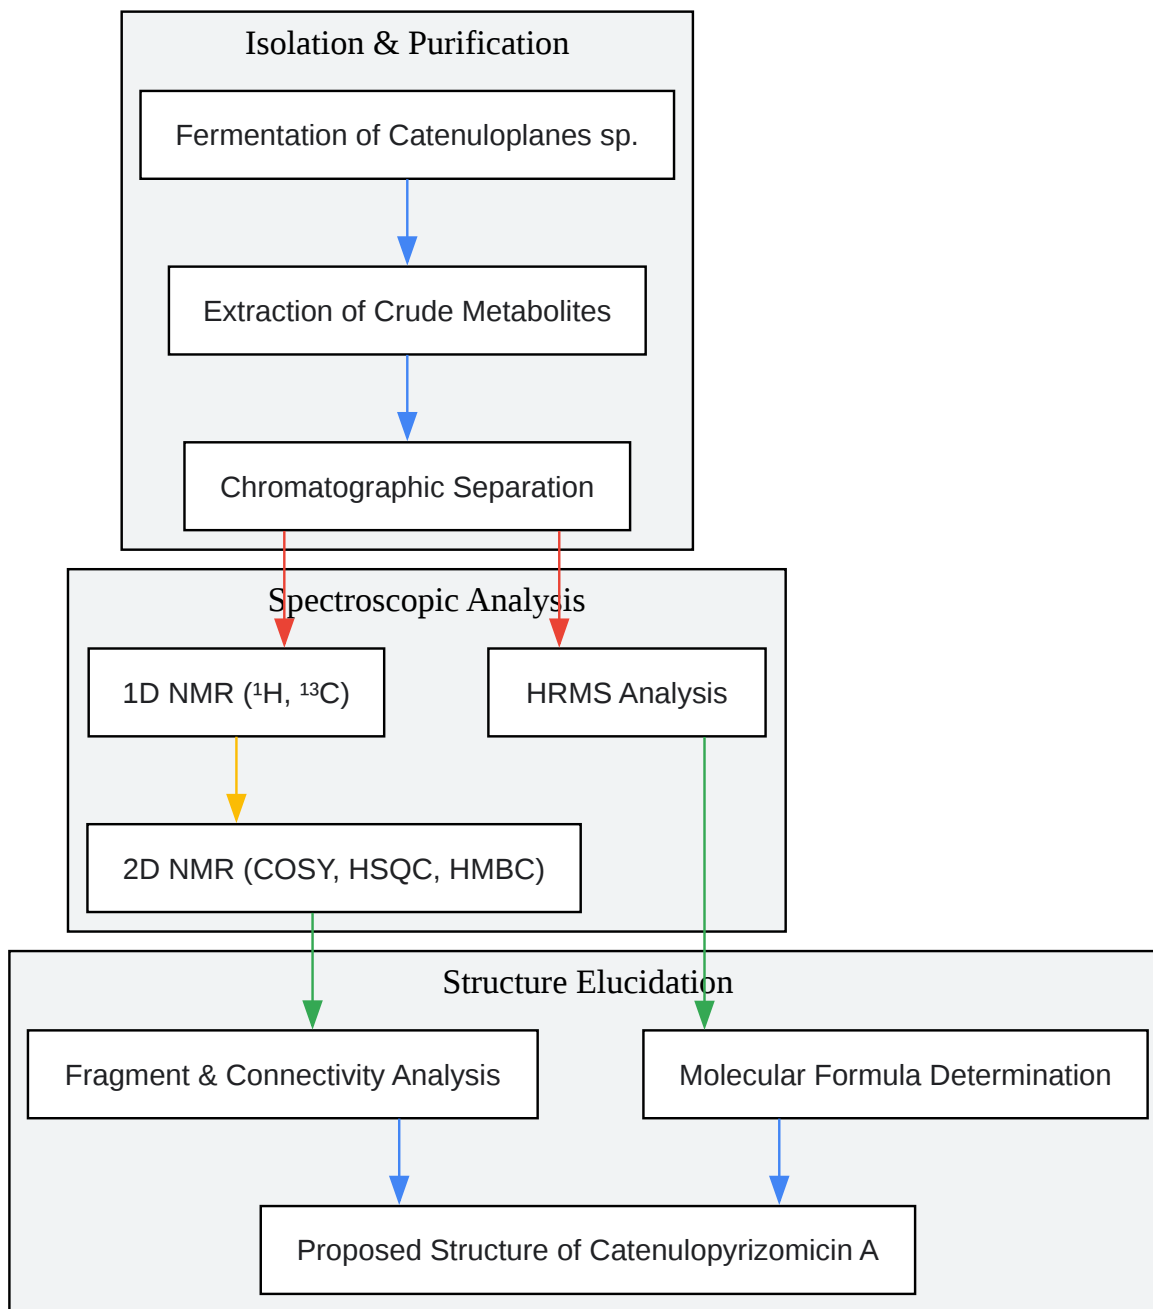 Isolation & Purification
Fermentation of Catenuloplanes sp.
Extraction of Crude Metabolites
Chromatographic Separation
Spectroscopic Analysis
1D NMR (¹H, ¹³C)
HRMS Analysis
2D NMR (COSY, HSQC, HMBC)
Structure Elucidation
Fragment & Connectivity Analysis
Molecular Formula Determination
Proposed Structure of Catenulopyrizomicin A